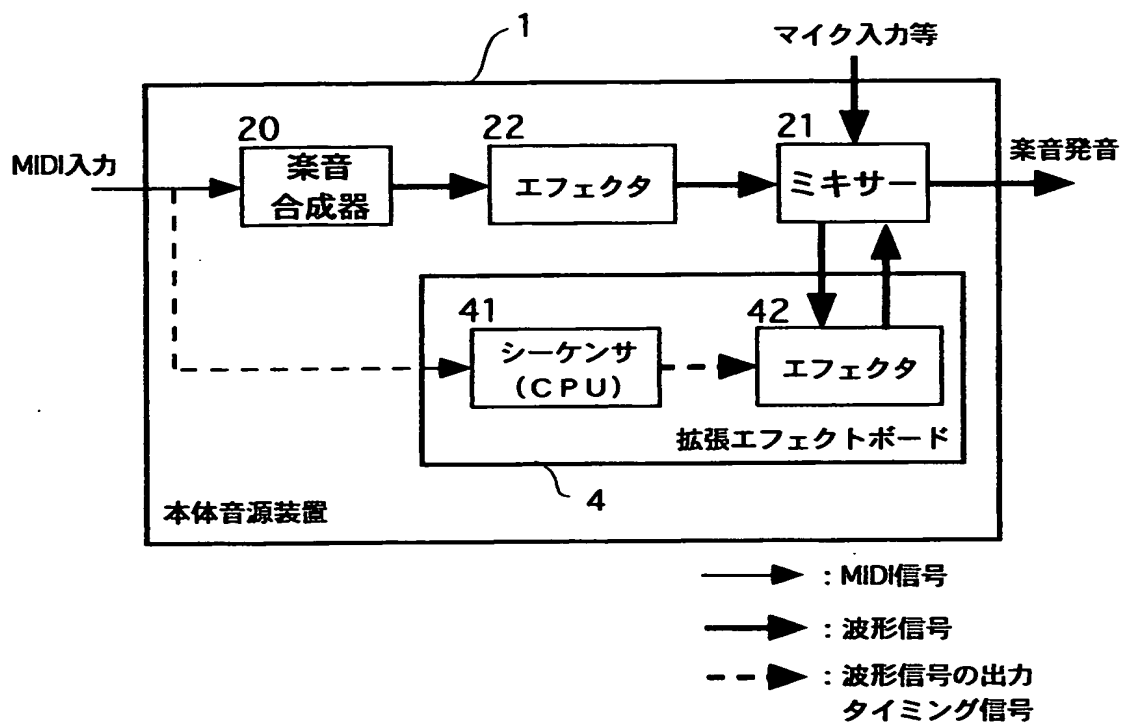 1
マイク入力等
20
22
21
MIDI入力
楽音
合成器
エフェクタ
ミキサー
楽音発音
41
42
シーケンサ
(CPU)
エフェクタ
拡張エフェクトボード
4
本体音源装置
：MIDI信号
：波形信号
：波形信号の出力
タイミング信号